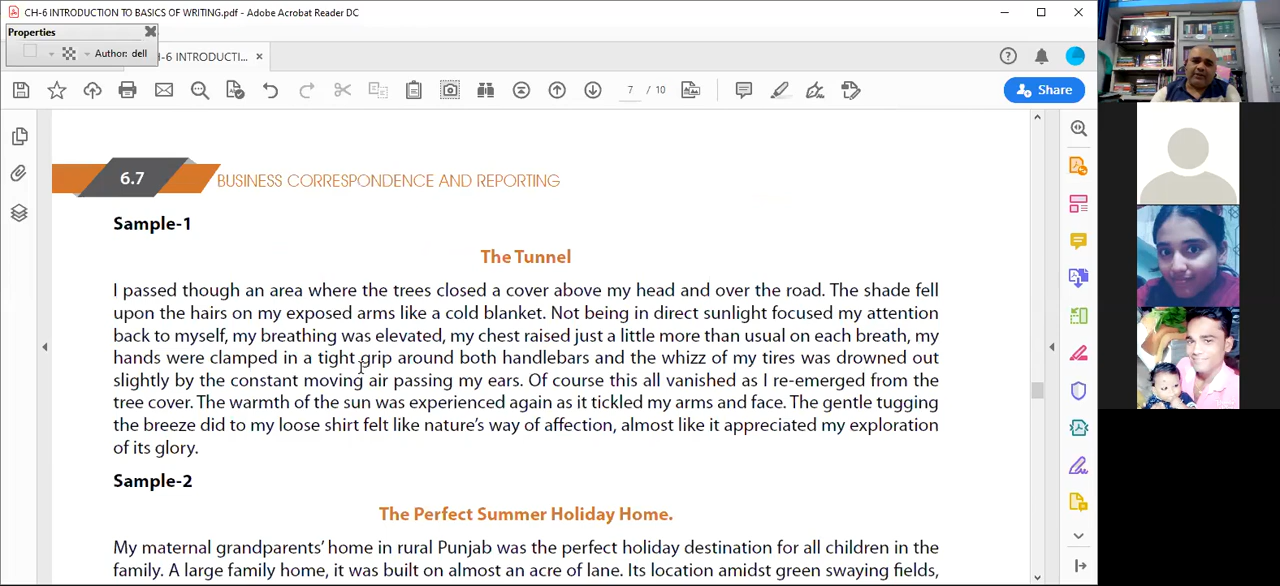 CH-6 INTRODUCTION TO BASICS OF WRITING.pdf - Adobe Acrobat Reader DC
Properties
Author: dell
H-6 INTRODUCTI...
7 / 10
Share
6.7
BUSINESS CORRESPONDENCE AND REPORTING
Sample-1
The Tunnel
I passed though an area where the trees closed a cover above my head and over the road. The shade fell
upon the hairs on my exposed arms like a cold blanket. Not being in direct sunlight focused my attention
back to myself, my breathing was elevated, my chest raised just a little more than usual on each breath, my
hands were clamped in a tight grip around both handlebars and the whizz of my tires was drowned out
slightly by the constant moving air passing my ears. Of course this all vanished as I re-emerged from the
tree cover. The warmth of the sun was experienced again as it tickled my arms and face. The gentle tugging
the breeze did to my loose shirt felt like nature's way of affection, almost like it appreciated my exploration
of its glory.
Sample-2
The Perfect Summer Holiday Home.
My maternal grandparents' home in rural Punjab was the perfect holiday destination for all children in the
family. A large family home, it was built on almost an acre of lane. Its location amidst green swaying fields,